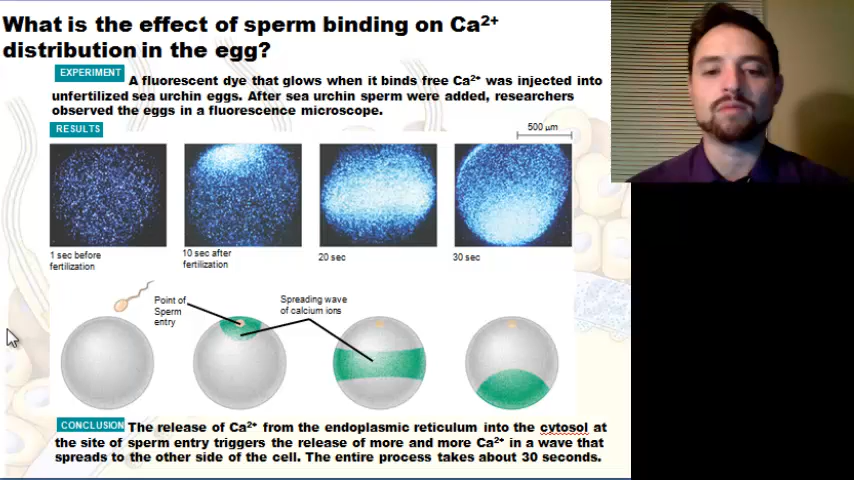 What is the effect of sperm binding on Ca²⁺
distribution in the egg?
EXPERIMENT A fluorescent dye that glows when it binds free Ca²⁺ was injected into
unfertilized sea urchin eggs. After sea urchin sperm were added, researchers
observed the eggs in a fluorescence microscope.
RESULTS
500 µm
1 sec before
fertilization
10 sec after
fertilization
20 sec
30 sec
Point of
Sperm
entry
Spreading wave
of calcium ions
CONCLUSION The release of Ca²⁺ from the endoplasmic reticulum into the cytosol at
the site of sperm entry triggers the release of more and more Ca²⁺ in a wave that
spreads to the other side of the cell. The entire process takes about 30 seconds.